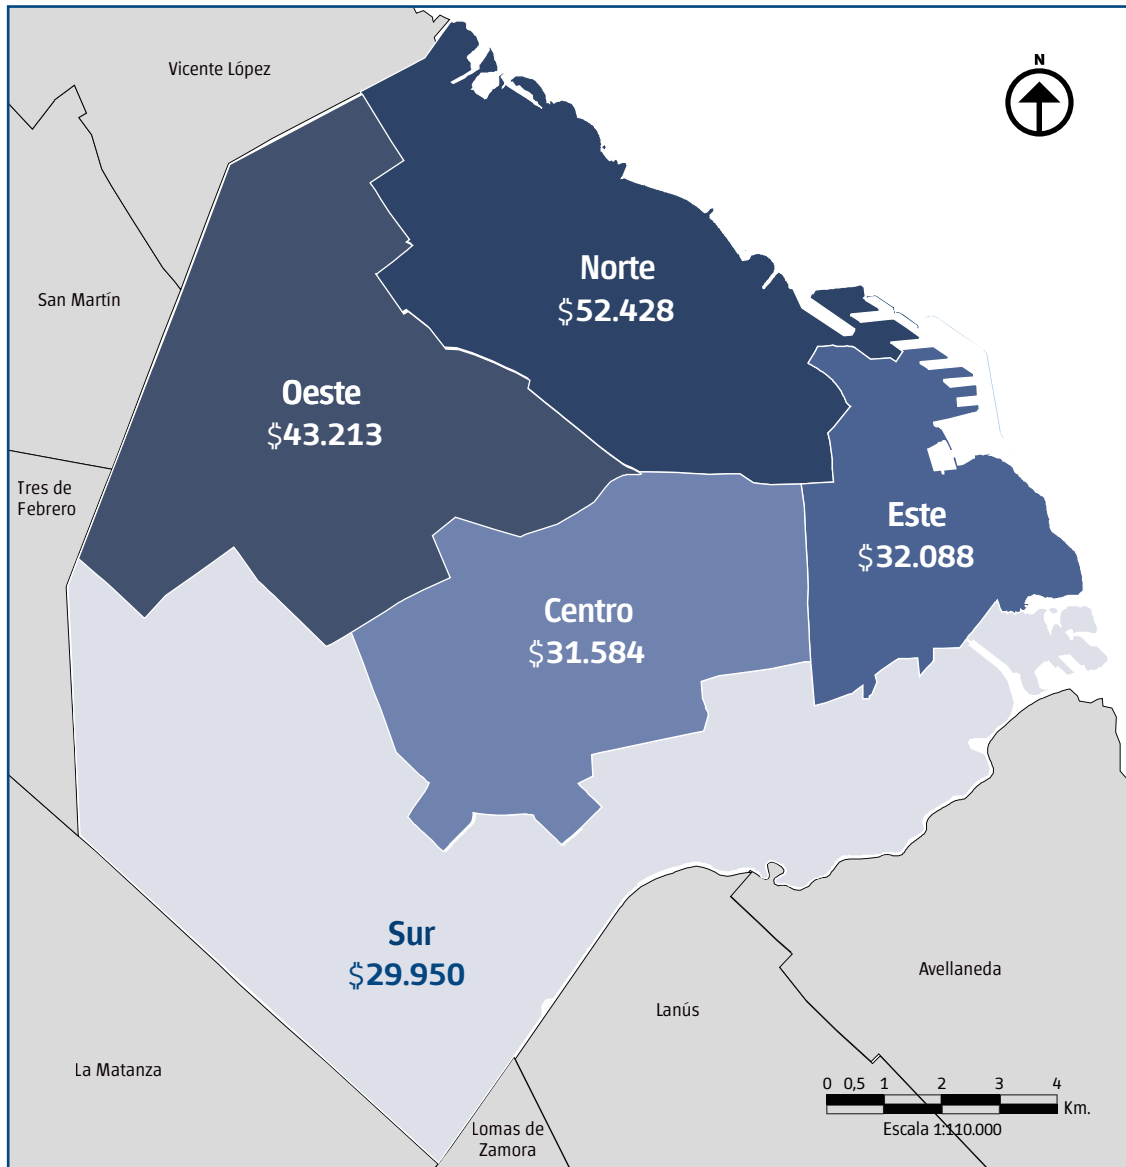 N
Vicente López
Norte
$52.428
San Martín
Oeste
$43.213
Tres de
Febrero
Este
$32.088
Centro
$31.584
Sur
$29.950
Avellaneda
Lanús
La Matanza
0 0,5 1 2 3 4
Km.
Escala 1:110.000
Lomas de
Zamora